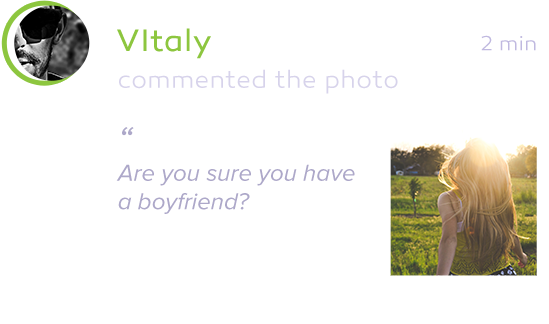 VItaly
2 min
commented the photo
“
Are you sure you have
a boyfriend?